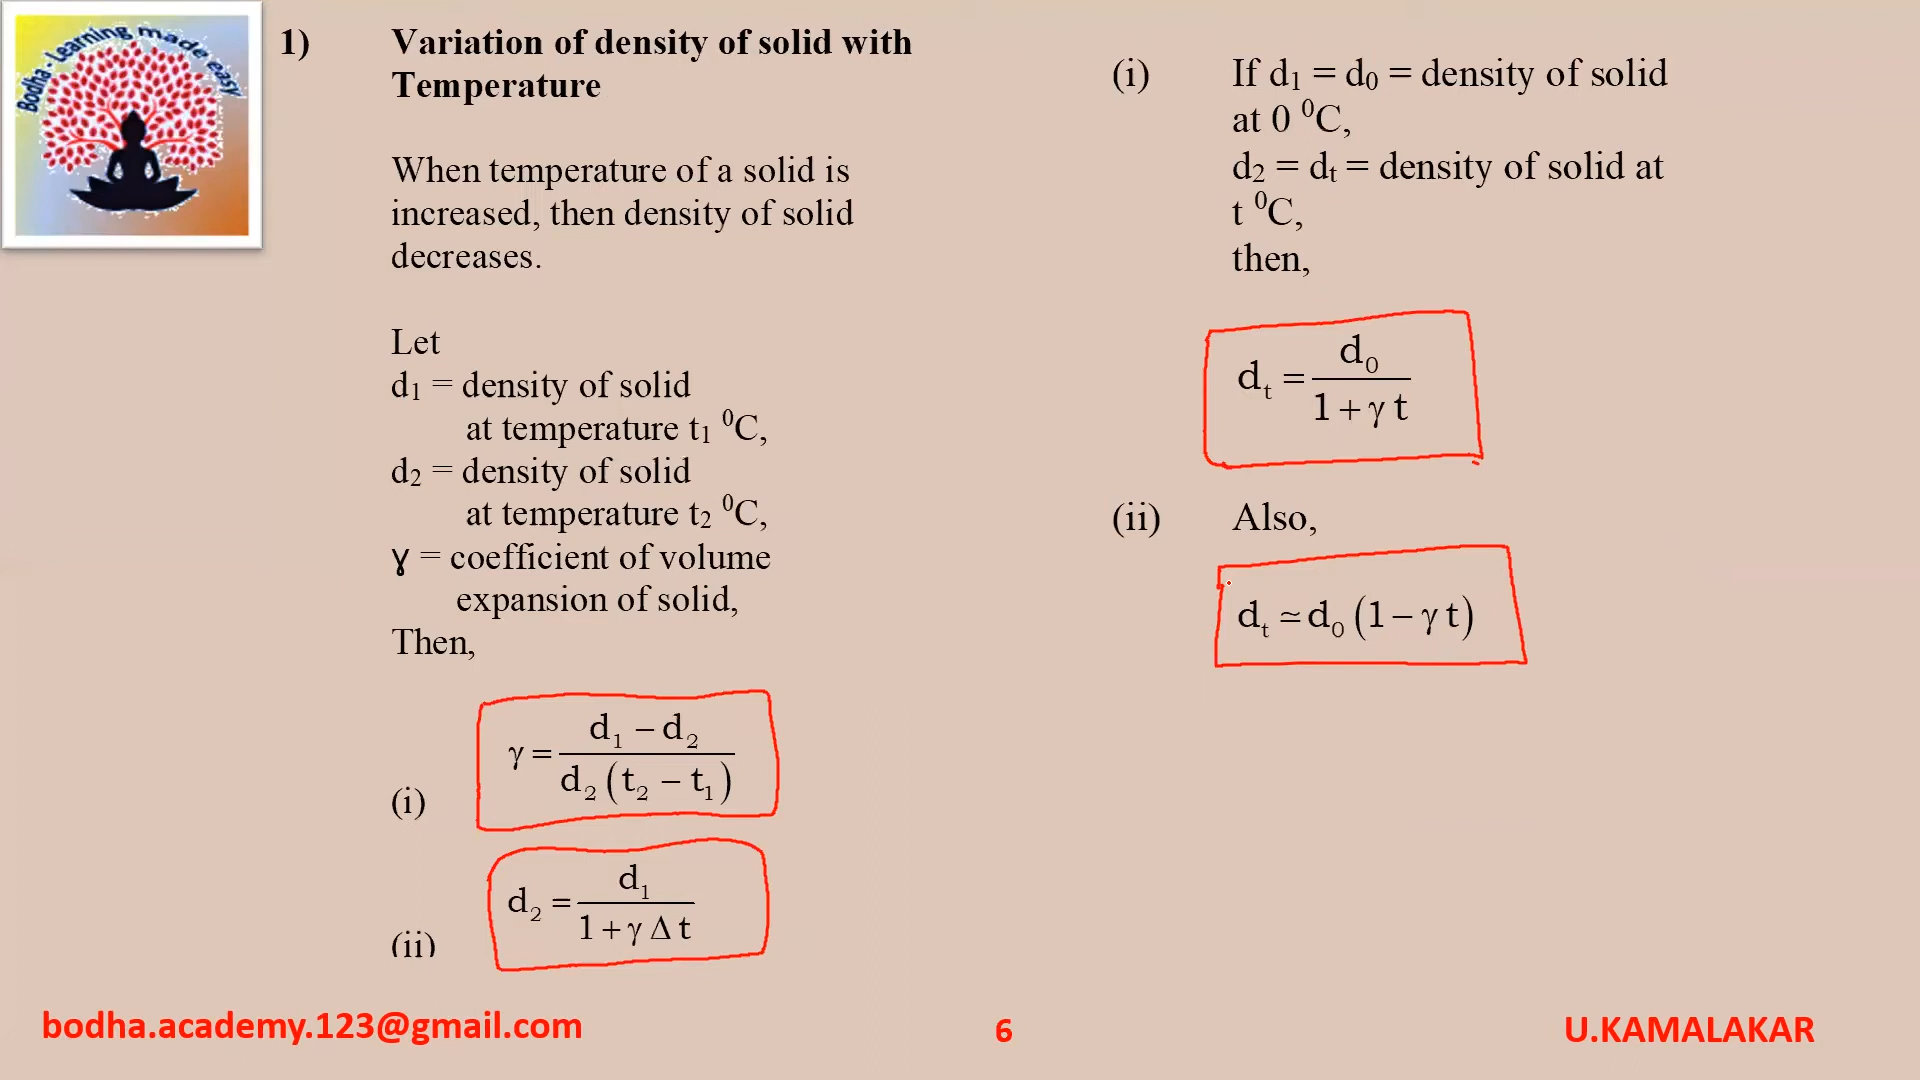 Bodha - Learning made easy
1) Variation of density of solid with
Temperature
When temperature of a solid is
increased, then density of solid
decreases.
Let
d₁ = density of solid
at temperature t₁ ⁰C,
d₂ = density of solid
at temperature t₂ ⁰C,
ɣ = coefficient of volume
expansion of solid,
Then,
(i) γ = (d₁ − d₂) / (d₂ (t₂ − t₁))
(ii) d₂ = d₁ / (1 + γ Δ t)
(i) If d₁ = d₀ = density of solid
at 0 ⁰C,
d₂ = dₜ = density of solid at
t ⁰C,
then,
dₜ = d₀ / (1 + γ t)
(ii) Also,
dₜ ≃ d₀ (1 − γ t)
bodha.academy.123@gmail.com
6
U.KAMALAKAR